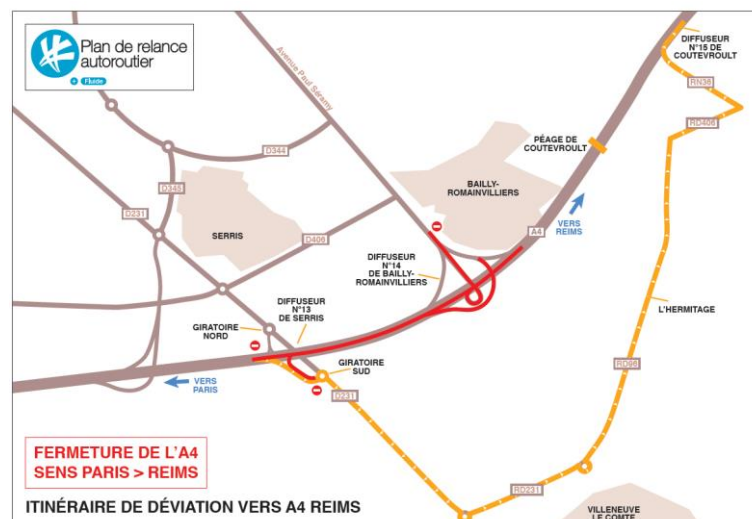 Plan de relance
autoroutier
+ Fluide
Avenue Paul Séramy
DIFFUSEUR
N°15 DE
COUTEVROULT
RN36
RD406
PÉAGE DE
COUTEVROULT
D344
D345
D231
SERRIS
D406
BAILLY-
ROMAINVILLIERS
A4
VERS
REIMS
DIFFUSEUR
N°14
DE BAILLY-
ROMAINVILLIERS
L'HERMITAGE
DIFFUSEUR
N°13
DE SERRIS
GIRATOIRE
NORD
GIRATOIRE
SUD
VERS
PARIS
D231
RD96
RD231
FERMETURE DE L'A4
SENS PARIS > REIMS
ITINÉRAIRE DE DÉVIATION VERS A4 REIMS
VILLENEUVE
LE COMTE